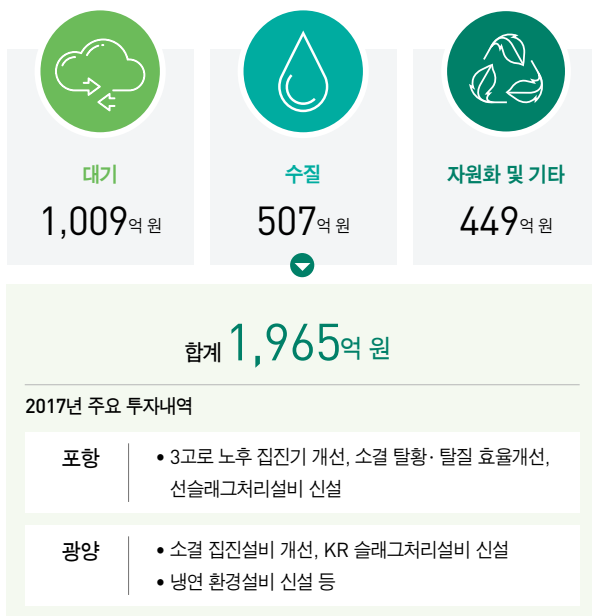 대기
1,009억 원
수질
507억 원
자원화 및 기타
449억 원
합계 1,965억 원
2017년 주요 투자내역
포항
• 3고로 노후 집진기 개선, 소결 탈황· 탈질 효율개선,
선슬래그처리설비 신설
광양
• 소결 집진설비 개선, KR 슬래그처리설비 신설
• 냉연 환경설비 신설 등